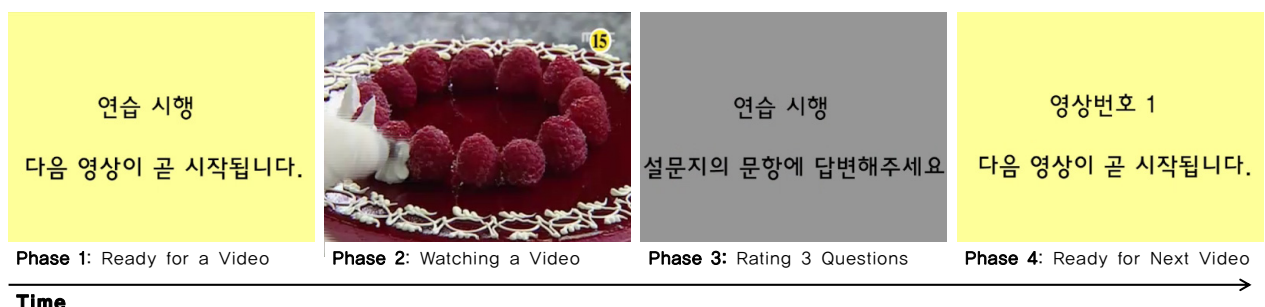 연습 시행
다음 영상이 곧 시작됩니다.
15
연습 시행
설문지의 문항에 답변해주세요
영상번호 1
다음 영상이 곧 시작됩니다.
Phase 1: Ready for a Video
Phase 2: Watching a Video
Phase 3: Rating 3 Questions
Phase 4: Ready for Next Video
Time